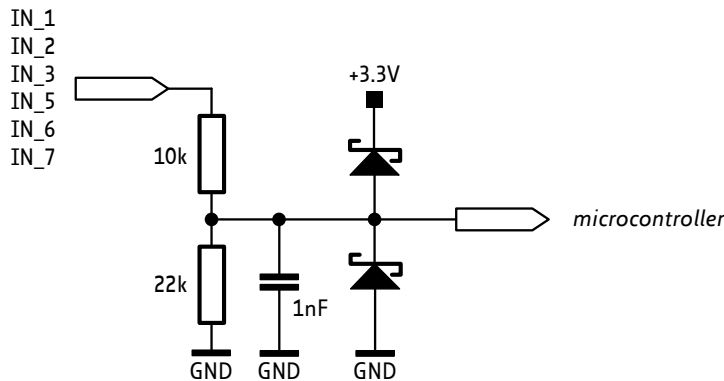 IN_1
IN_2
IN_3
IN_5
IN_6
IN_7
+3.3V
10k
microcontroller
22k
1nF
GND
GND
GND